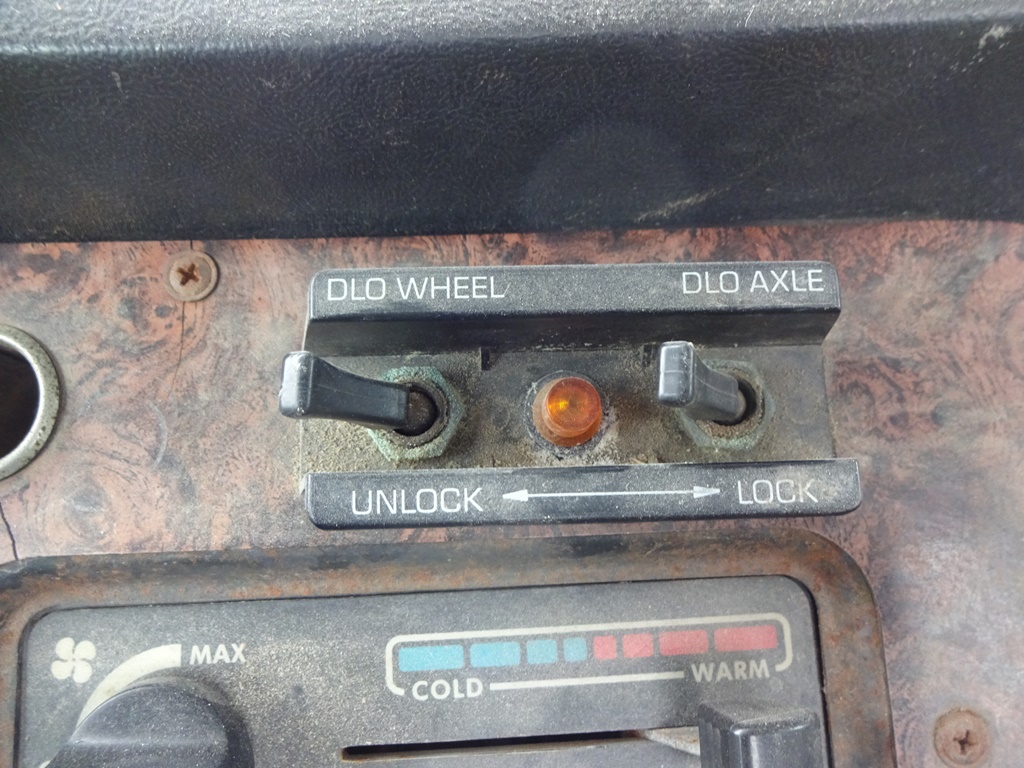 DLO WHEEL DLO AXLE
UNLOCK LOCK
MAX
COLD WARM